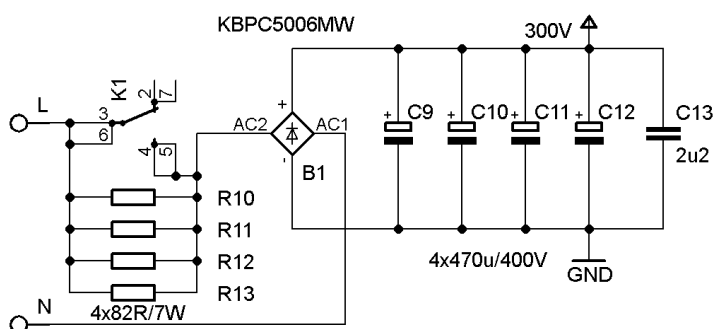 KBPC5006MW
300V
K1
2
7
L
3
6
4
5
AC2
+
AC1
-
B1
+
C9
+
C10
+
C11
+
C12
C13
2u2
R10
R11
R12
R13
4x82R/7W
4x470u/400V
GND
N